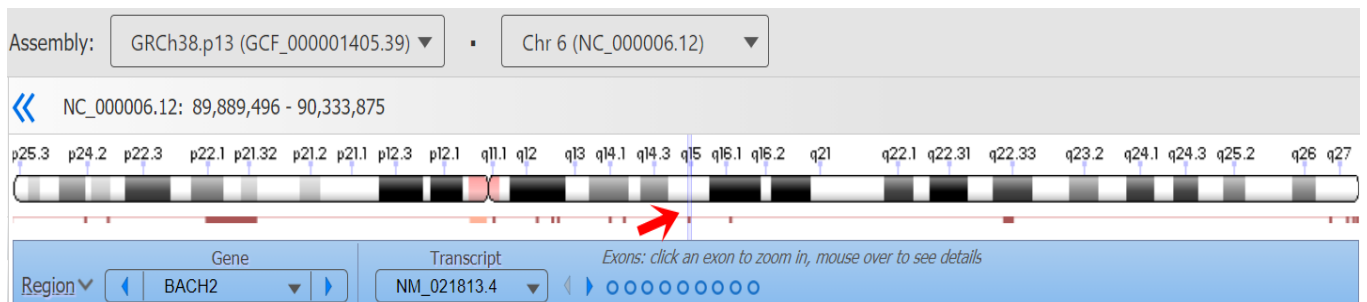 Assembly: GRCh38.p13 (GCF_000001405.39) Chr 6 (NC_000006.12)
NC_000006.12: 89,889,496 - 90,333,875
p25.3 p24.2 p22.3 p22.1 p21.32 p21.2 p21.1 p12.3 p12.1 q11.1 q12 q13 q14.1 q14.3 q15 q16.1 q16.2 q21 q22.1 q22.31 q22.33 q23.2 q24.1 q24.3 q25.2 q26 q27
Gene Transcript Exons: click an exon to zoom in, mouse over to see details
Region BACH2 NM_021813.4